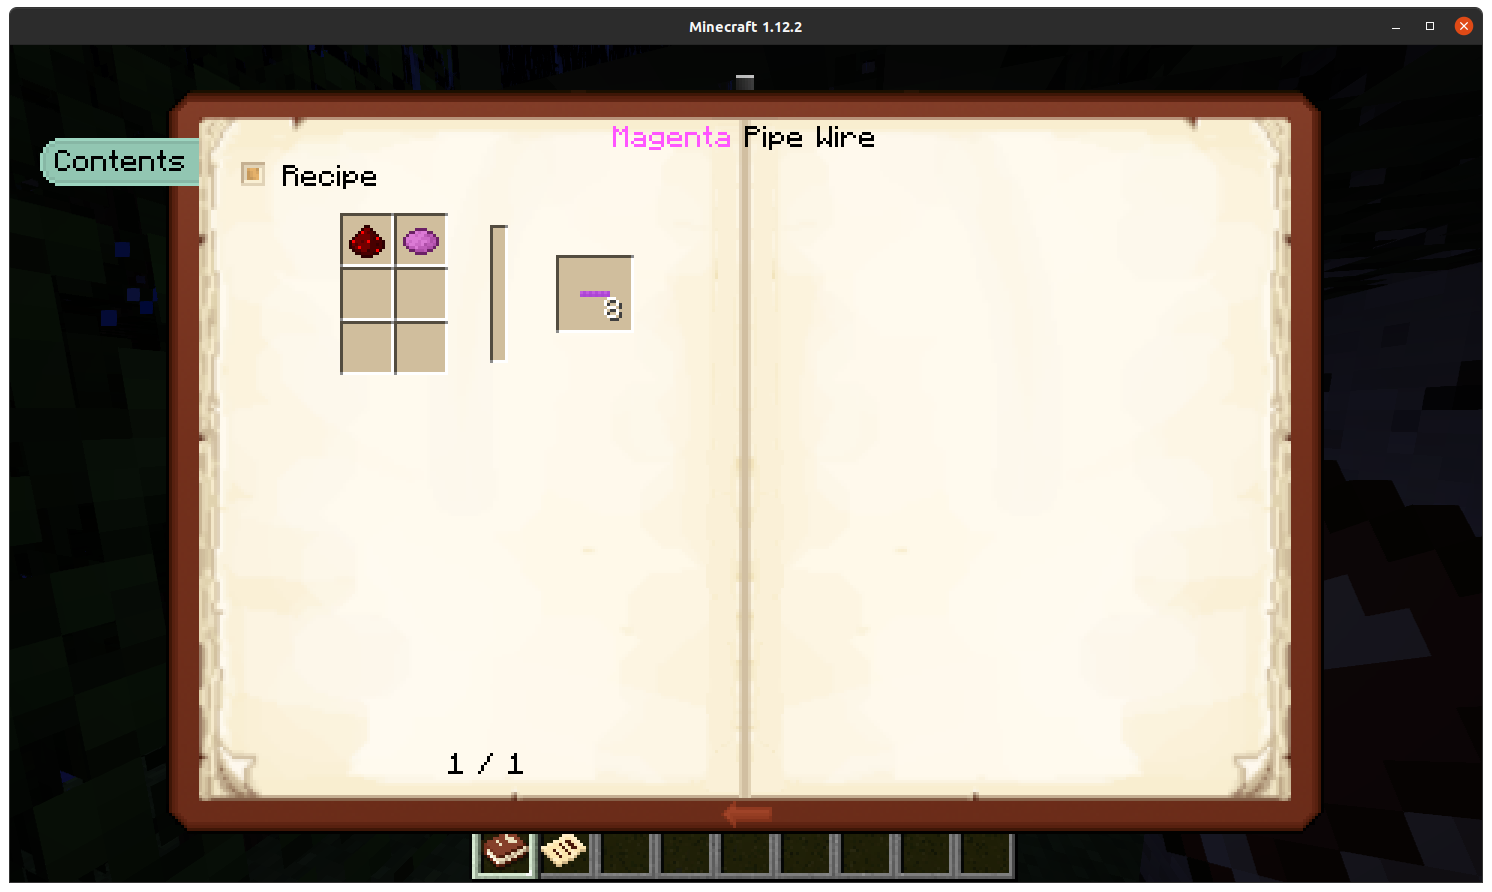 Minecraft 1.12.2
Magenta Pipe Wire
Contents
Recipe
8
1 / 1